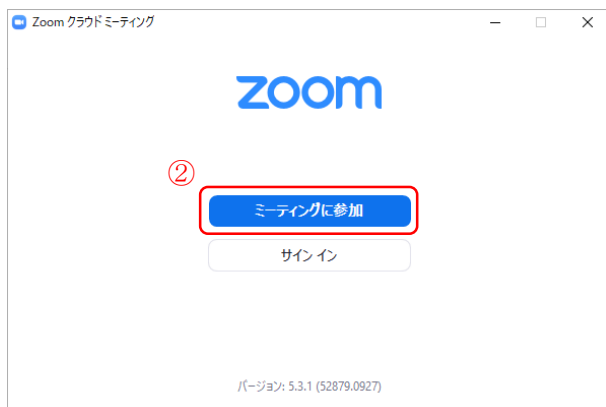 Zoom クラウド ミーティング
zoom
②
ミーティングに参加
サイン イン
バージョン: 5.3.1 (52879.0927)